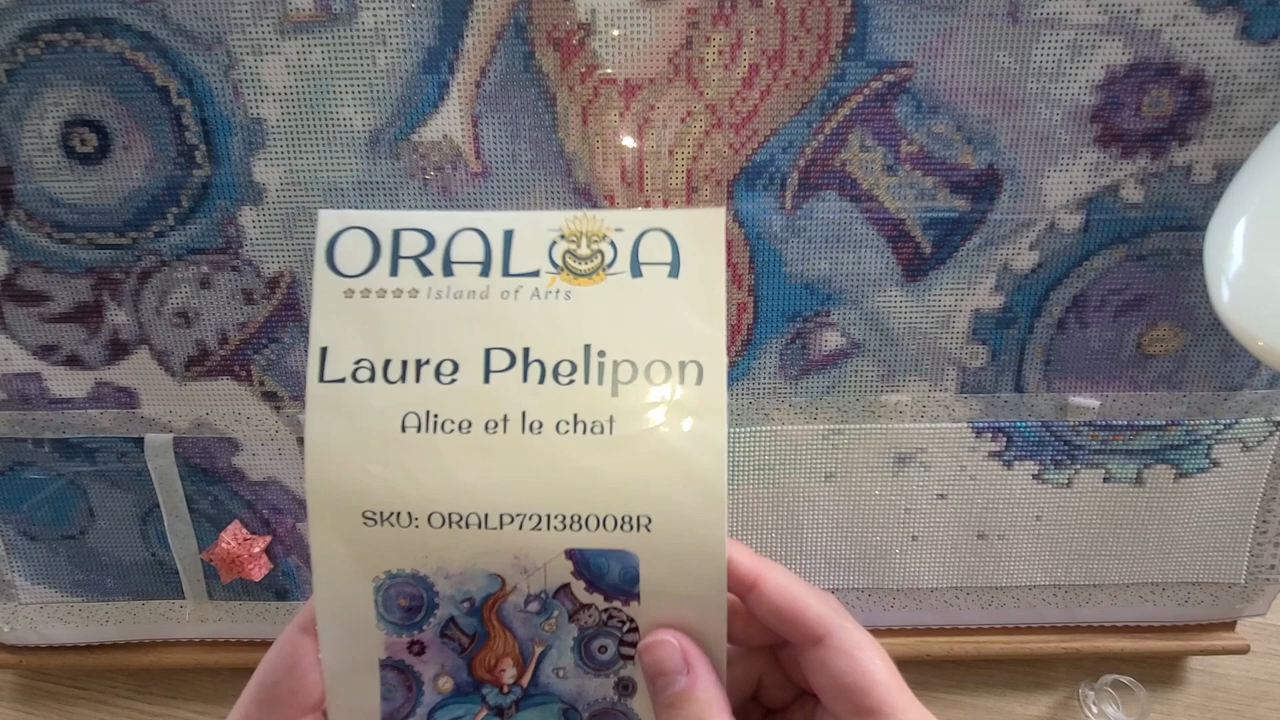 ORALOA
Island of Arts
Laure Phelipon
Alice et le chat
SKU: ORALP72138008R